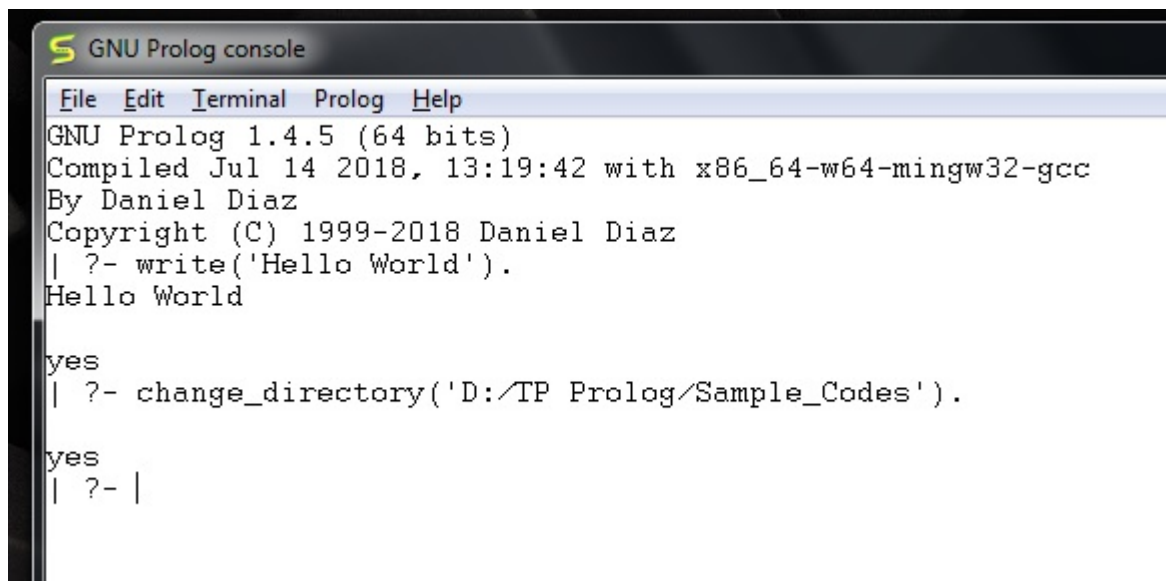 GNU Prolog console
File Edit Terminal Prolog Help
GNU Prolog 1.4.5 (64 bits)
Compiled Jul 14 2018, 13:19:42 with x86_64-w64-mingw32-gcc
By Daniel Diaz
Copyright (C) 1999-2018 Daniel Diaz
| ?- write('Hello World').
Hello World
yes
| ?- change_directory('D:/TP Prolog/Sample_Codes').
yes
| ?-